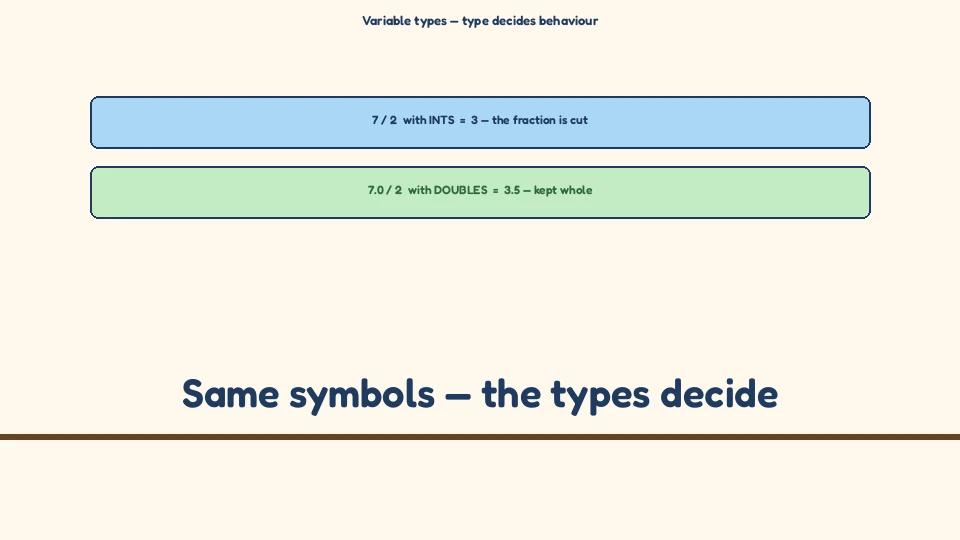 Variable types — type decides behaviour
7 / 2 with INTS = 3 — the fraction is cut
7.0 / 2 with DOUBLES = 3.5 — kept whole
Same symbols — the types decide